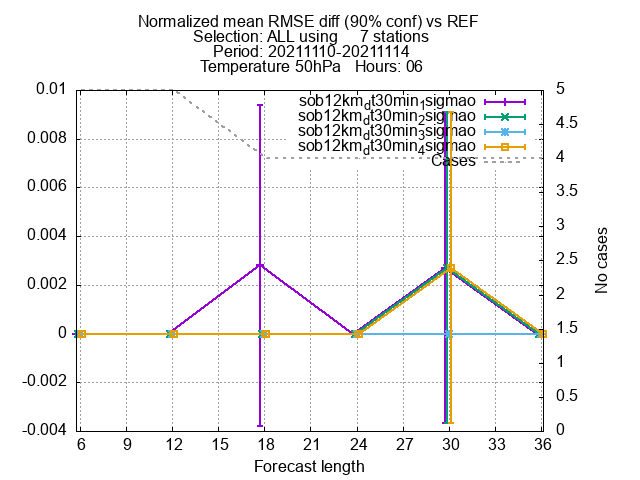 Normalized mean RMSE diff (90% conf) vs REF
Selection: ALL using     7 stations
Period: 20211110-20211114
Temperature 50hPa   Hours: 06
sob12km_dt30min_1sigmao
sob12km_dt30min_2sigmao
sob12km_dt30min_3sigmao
sob12km_dt30min_4sigmao
Cases
0.01
0.008
0.006
0.004
0.002
0
-0.002
-0.004
5
4.5
4
3.5
3
2.5
2
1.5
1
0.5
0
No cases
6 9 12 15 18 21 24 27 30 33 36
Forecast length